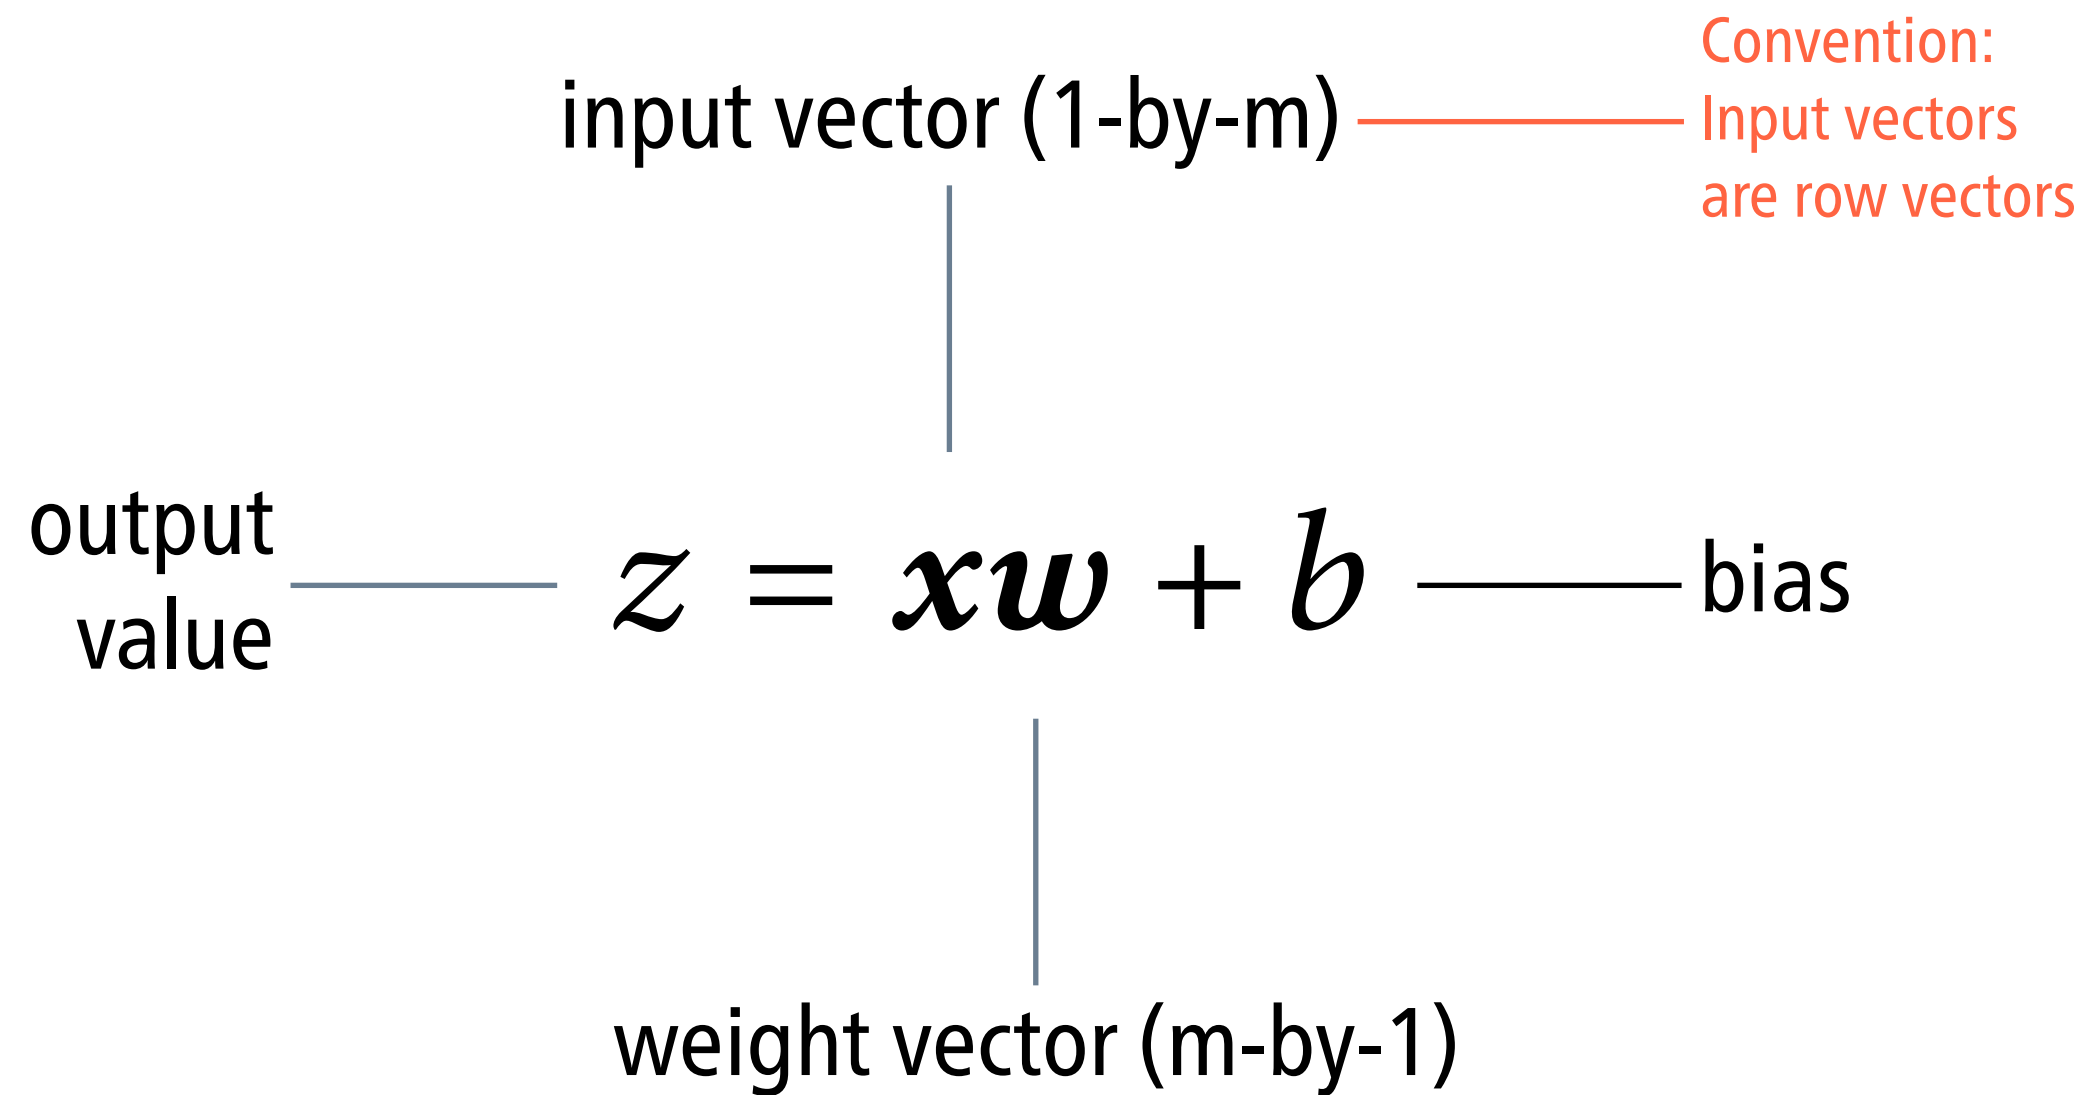 Convention:
input vector (1-by-m)
Input vectors
are row vectors
output
value
z = xw + b
bias
weight vector (m-by-1)